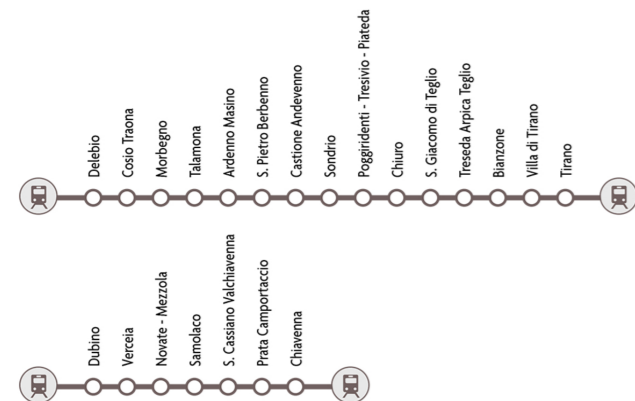 Delebio
Cosio Traona
Morbegno
Talamona
Ardenno Masino
S. Pietro Berbenno
Castione Andevenno
Sondrio
Poggiridenti - Tresivio - Piateda
Chiuro
S. Giacomo di Teglio
Treseda Arpica Teglio
Bianzone
Villa di Tirano
Tirano
Dubino
Verceia
Novate - Mezzola
Samolaco
S. Cassiano Valchiavenna
Prata Camportaccio
Chiavenna